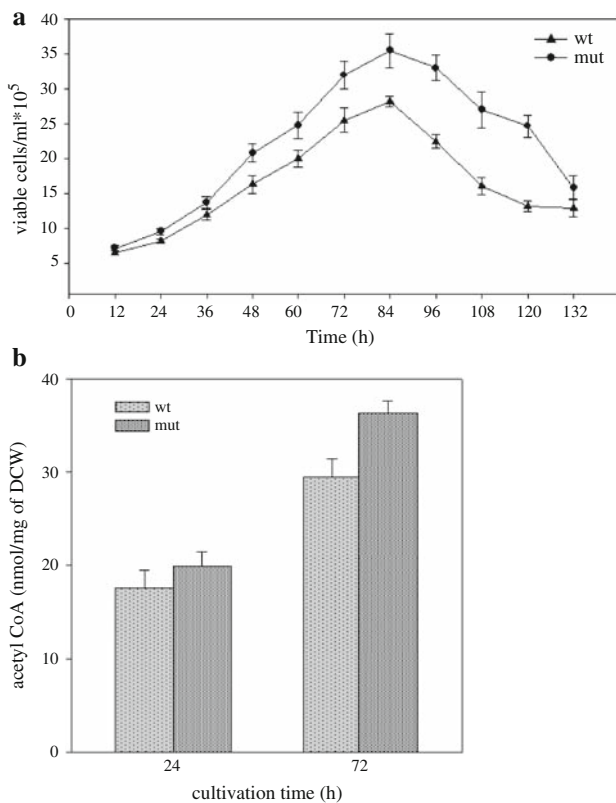 a
40
35
30
25
20
15
10
5
viable cells/ml*10⁵
wt
mut
0 12 24 36 48 60 72 84 96 108 120 132
Time (h)
b
40
30
20
10
0
acetyl CoA (nmol/mg of DCW)
wt
mut
24 72
cultivation time (h)